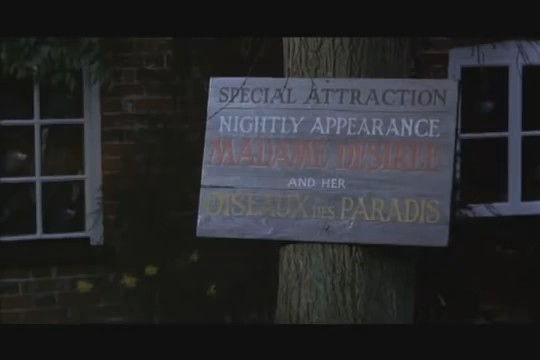 SPECIAL ATTRACTION
NIGHTLY APPEARANCE
MADAME DESIREE
AND HER
OISEAUX DES PARADIS